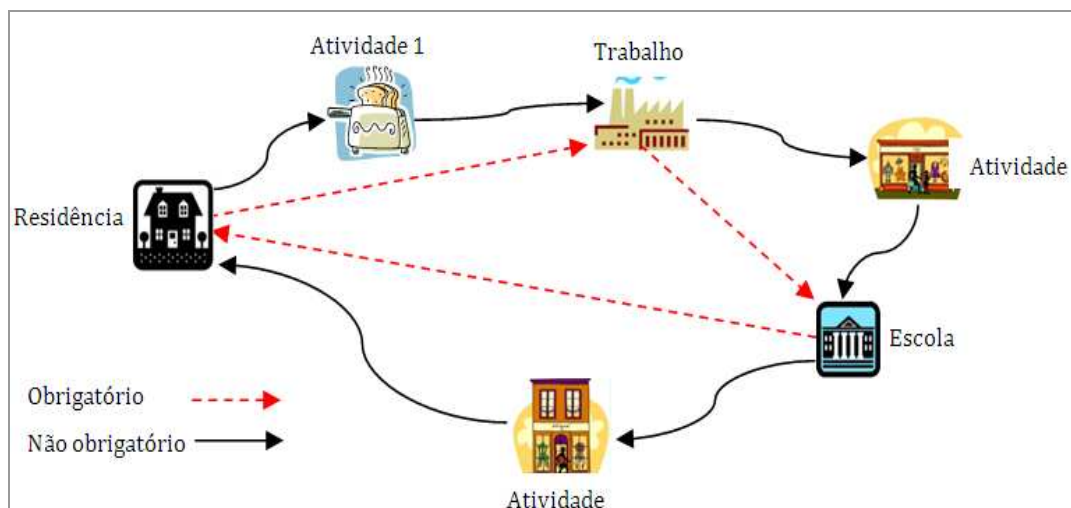 Atividade 1
Trabalho
Atividade
Residência
Escola
Obrigatório
Não obrigatório
Atividade